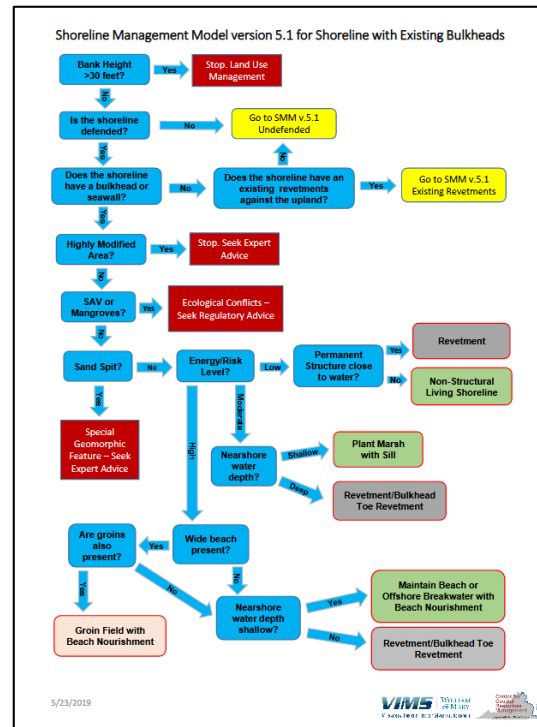 Shoreline Management Model version 5.1 for Shoreline with Existing Bulkheads
Bank Height
>30 feet?
Yes
Stop. Land Use
Management
No
Is the shoreline
defended?
No
Go to SMM v.5.1
Undefended
Yes
No
Does the shoreline
have a bulkhead or
seawall?
No
Does the shoreline have an
existing revetments
against the upland?
Yes
Go to SMM v.5.1
Existing Revetments
Yes
Highly Modified
Area?
Yes
Stop. Seek Expert
Advice
No
SAV or
Mangroves?
Yes
Ecological Conflicts –
Seek Regulatory Advice
No
Sand Spit?
No
Energy/Risk
Level?
Low
Permanent
Structure close
to water?
Yes
Revetment
No
Non-Structural
Living Shoreline
Yes
Special
Geomorphic
Feature – Seek
Expert Advice
High
Moderate
Nearshore
water depth?
Shallow
Plant Marsh
with Sill
Deep
Revetment/Bulkhead
Toe Revetment
Are groins
also
present?
Yes
Wide beach
present?
Yes
No
No
Groin Field with
Beach Nourishment
Nearshore
water depth
shallow?
Yes
Maintain Beach or
Offshore Breakwater with
Beach Nourishment
No
Revetment/Bulkhead Toe
Revetment
5/23/2019
VIMS
WILLIAM
& MARY
Center for
Coastal
Resources
Management